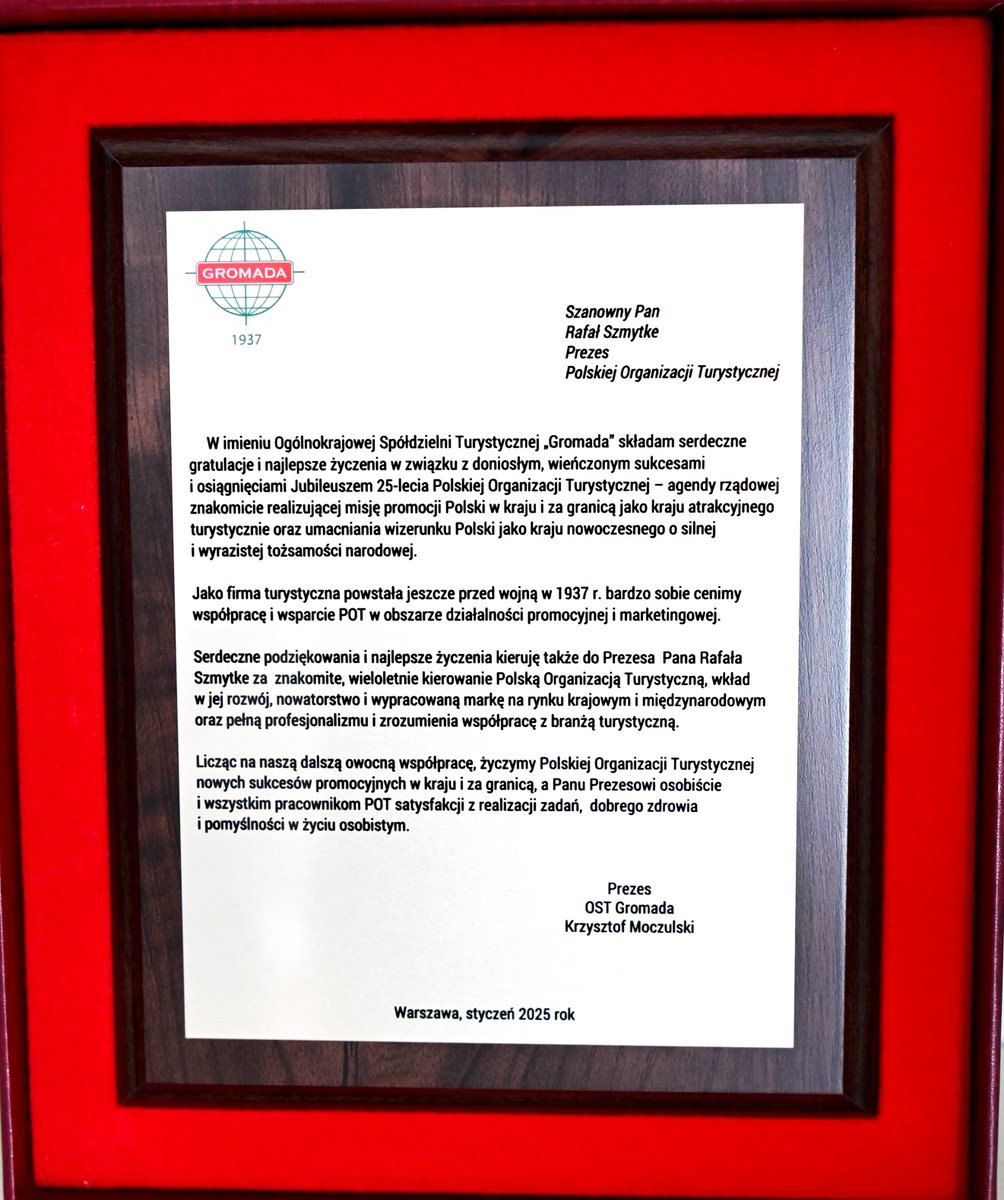 GROMADA
1937
Szanowny Pan
Rafał Szmytke
Prezes
Polskiej Organizacji Turystycznej
W imieniu Ogólnokrajowej Spółdzielni Turystycznej „Gromada” składam serdeczne
gratulacje i najlepsze życzenia w związku z doniosłym, wieńczonym sukcesami
i osiągnięciami Jubileuszem 25-lecia Polskiej Organizacji Turystycznej – agendy rządowej
znakomicie realizującej misję promocji Polski w kraju i za granicą jako kraju atrakcyjnego
turystycznie oraz umacniania wizerunku Polski jako kraju nowoczesnego o silnej
i wyrazistej tożsamości narodowej.
Jako firma turystyczna powstała jeszcze przed wojną w 1937 r. bardzo sobie cenimy
współpracę i wsparcie POT w obszarze działalności promocyjnej i marketingowej.
Serdeczne podziękowania i najlepsze życzenia kieruję także do Prezesa Pana Rafała
Szmytke za znakomite, wieloletnie kierowanie Polską Organizacją Turystyczną, wkład
w jej rozwój, nowatorstwo i wypracowaną markę na rynku krajowym i międzynarodowym
oraz pełną profesjonalizmu i zrozumienia współpracę z branżą turystyczną.
Licząc na naszą dalszą owocną współpracę, życzymy Polskiej Organizacji Turystycznej
nowych sukcesów promocyjnych w kraju i za granicą, a Panu Prezesowi osobiście
i wszystkim pracownikom POT satysfakcji z realizacji zadań, dobrego zdrowia
i pomyślności w życiu osobistym.
Prezes
OST Gromada
Krzysztof Moczulski
Warszawa, styczeń 2025 rok